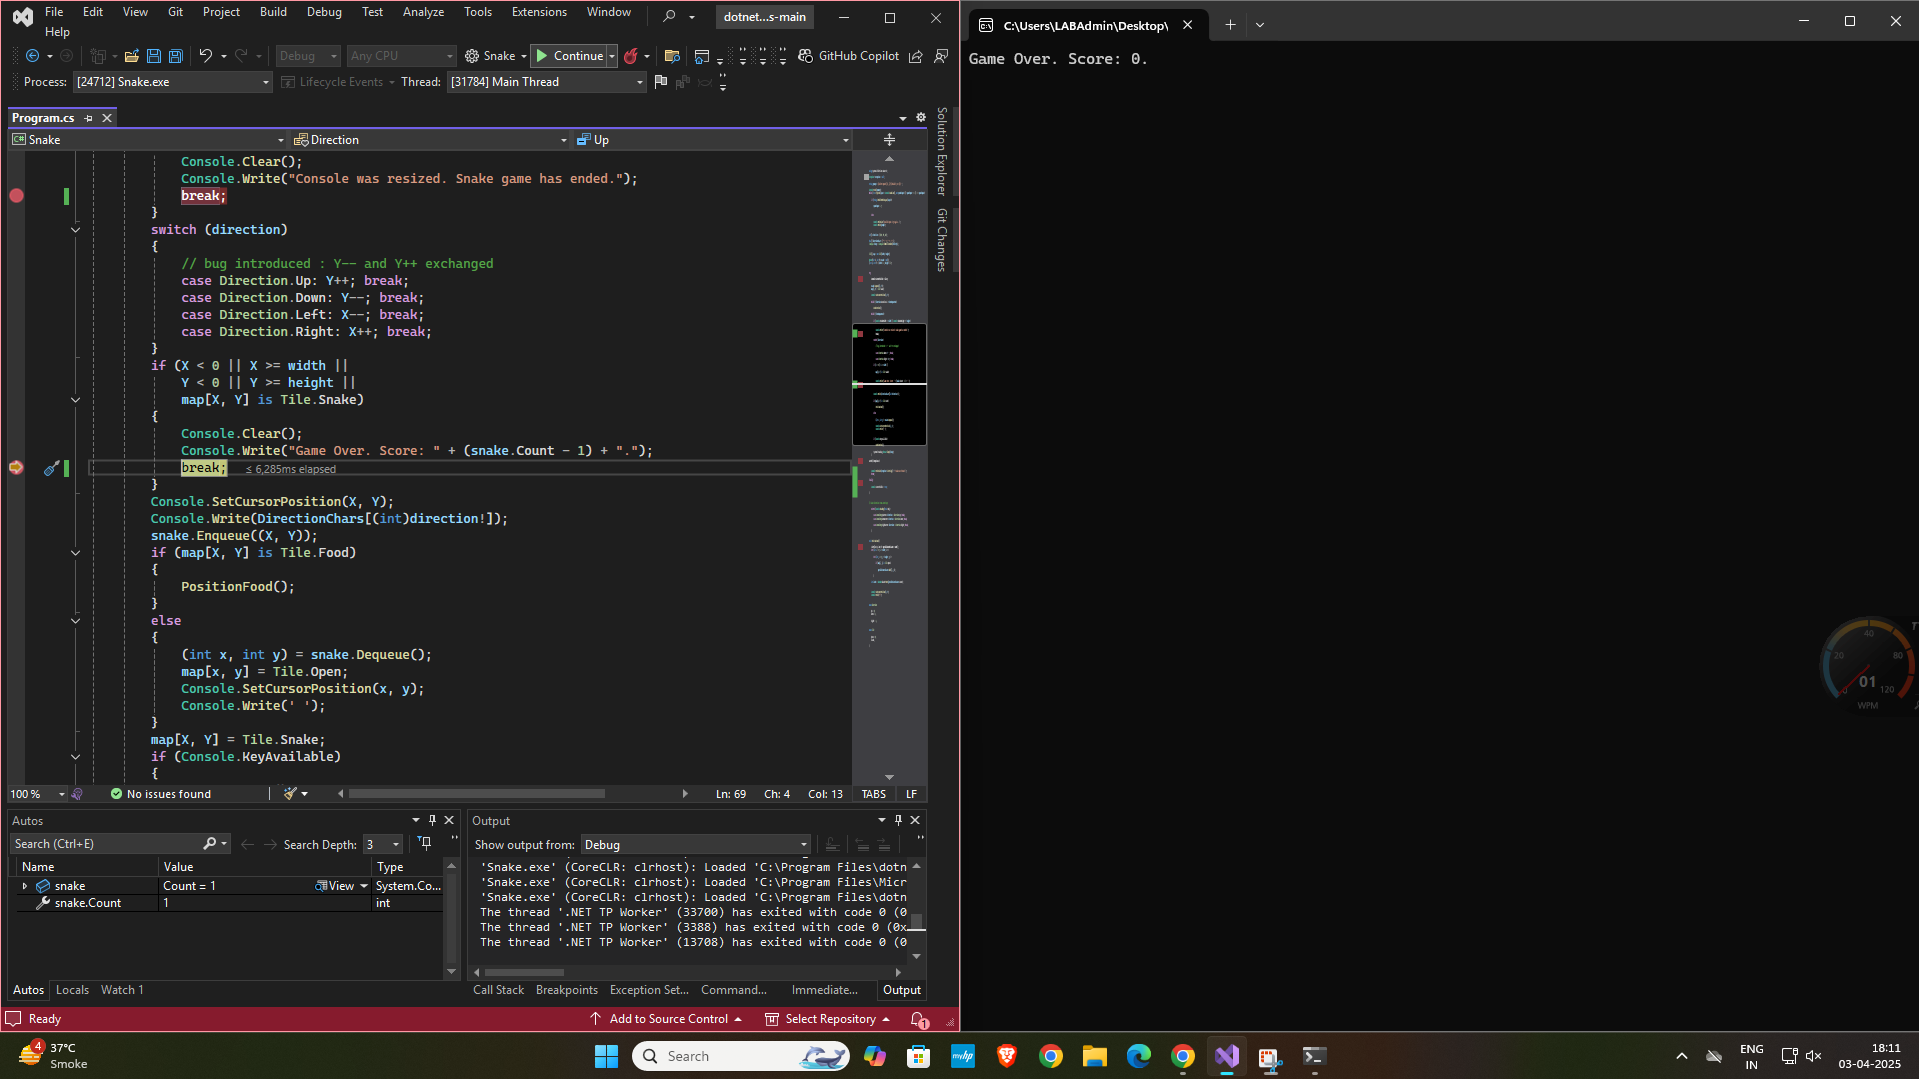 File Edit View Git Project Build Debug Test Analyze Tools Extensions Window
dotnet...s-main
Help
Debug Any CPU Snake Continue GitHub Copilot
Process: [24712] Snake.exe Lifecycle Events Thread: [31784] Main Thread
Program.cs
Snake Direction Up
Console.Clear();
Console.Write("Console was resized. Snake game has ended.");
break;
}
switch (direction)
{
// bug introduced : Y-- and Y++ exchanged
case Direction.Up: Y++; break;
case Direction.Down: Y--; break;
case Direction.Left: X--; break;
case Direction.Right: X++; break;
}
if (X < 0 || X >= width ||
Y < 0 || Y >= height ||
map[X, Y] is Tile.Snake)
{
Console.Clear();
Console.Write("Game Over. Score: " + (snake.Count - 1) + ".");
break; ≤ 6,285ms elapsed
}
Console.SetCursorPosition(X, Y);
Console.Write(DirectionChars[(int)direction!]);
snake.Enqueue((X, Y));
if (map[X, Y] is Tile.Food)
{
PositionFood();
}
else
{
(int x, int y) = snake.Dequeue();
map[x, y] = Tile.Open;
Console.SetCursorPosition(x, y);
Console.Write(' ');
}
map[X, Y] = Tile.Snake;
if (Console.KeyAvailable)
{
Solution Explorer
Git Changes
100 % No issues found Ln: 69 Ch: 4 Col: 13 TABS LF
Autos
Search (Ctrl+E) Search Depth: 3
Name Value Type
snake Count = 1 View System.Co...
snake.Count 1 int
Autos Locals Watch 1
Output
Show output from: Debug
'Snake.exe' (CoreCLR: clrhost): Loaded 'C:\Program Files\dotn
'Snake.exe' (CoreCLR: clrhost): Loaded 'C:\Program Files\Micr
'Snake.exe' (CoreCLR: clrhost): Loaded 'C:\Program Files\dotn
The thread '.NET TP Worker' (33700) has exited with code 0 (0
The thread '.NET TP Worker' (3388) has exited with code 0 (0x
The thread '.NET TP Worker' (13708) has exited with code 0 (0
Call Stack Breakpoints Exception Set... Command... Immediate... Output
Ready Add to Source Control Select Repository 1
C:\Users\LABAdmin\Desktop\
Game Over. Score: 0.
20 40 80 120
01
WPM
4 37°C
Smoke
Search
myhp
ENG
IN
18:11
03-04-2025